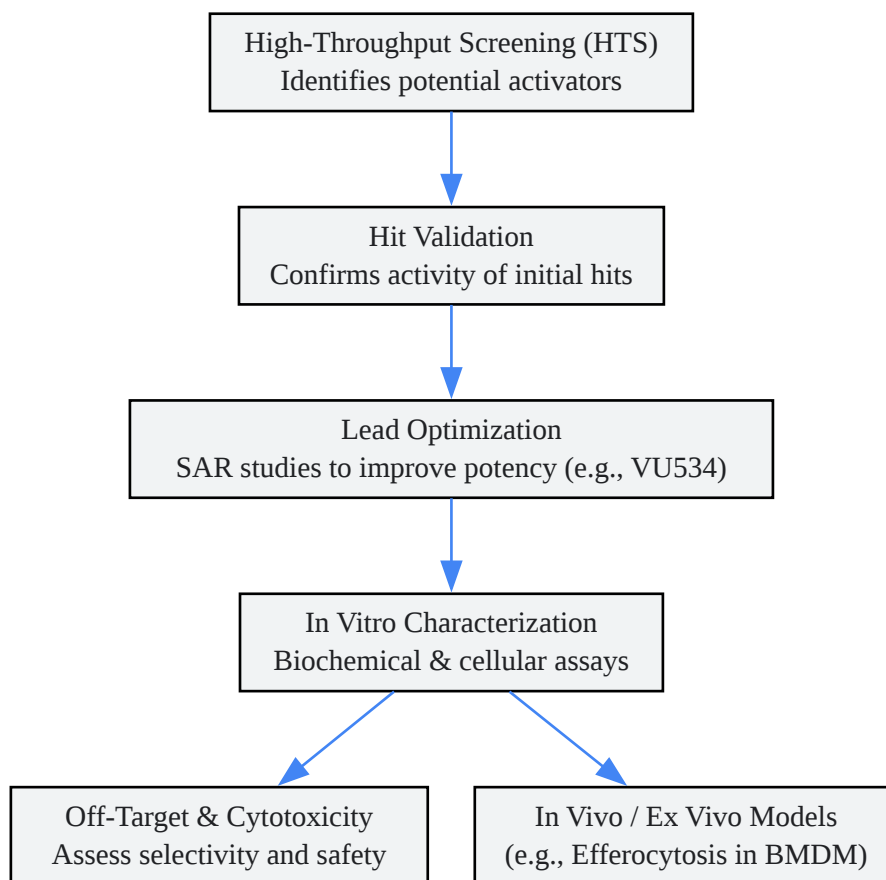 High-Throughput Screening (HTS)
Identifies potential activators
Hit Validation
Confirms activity of initial hits
Lead Optimization
SAR studies to improve potency (e.g., VU534)
In Vitro Characterization
Biochemical & cellular assays
Off-Target & Cytotoxicity
Assess selectivity and safety
In Vivo / Ex Vivo Models
(e.g., Efferocytosis in BMDM)